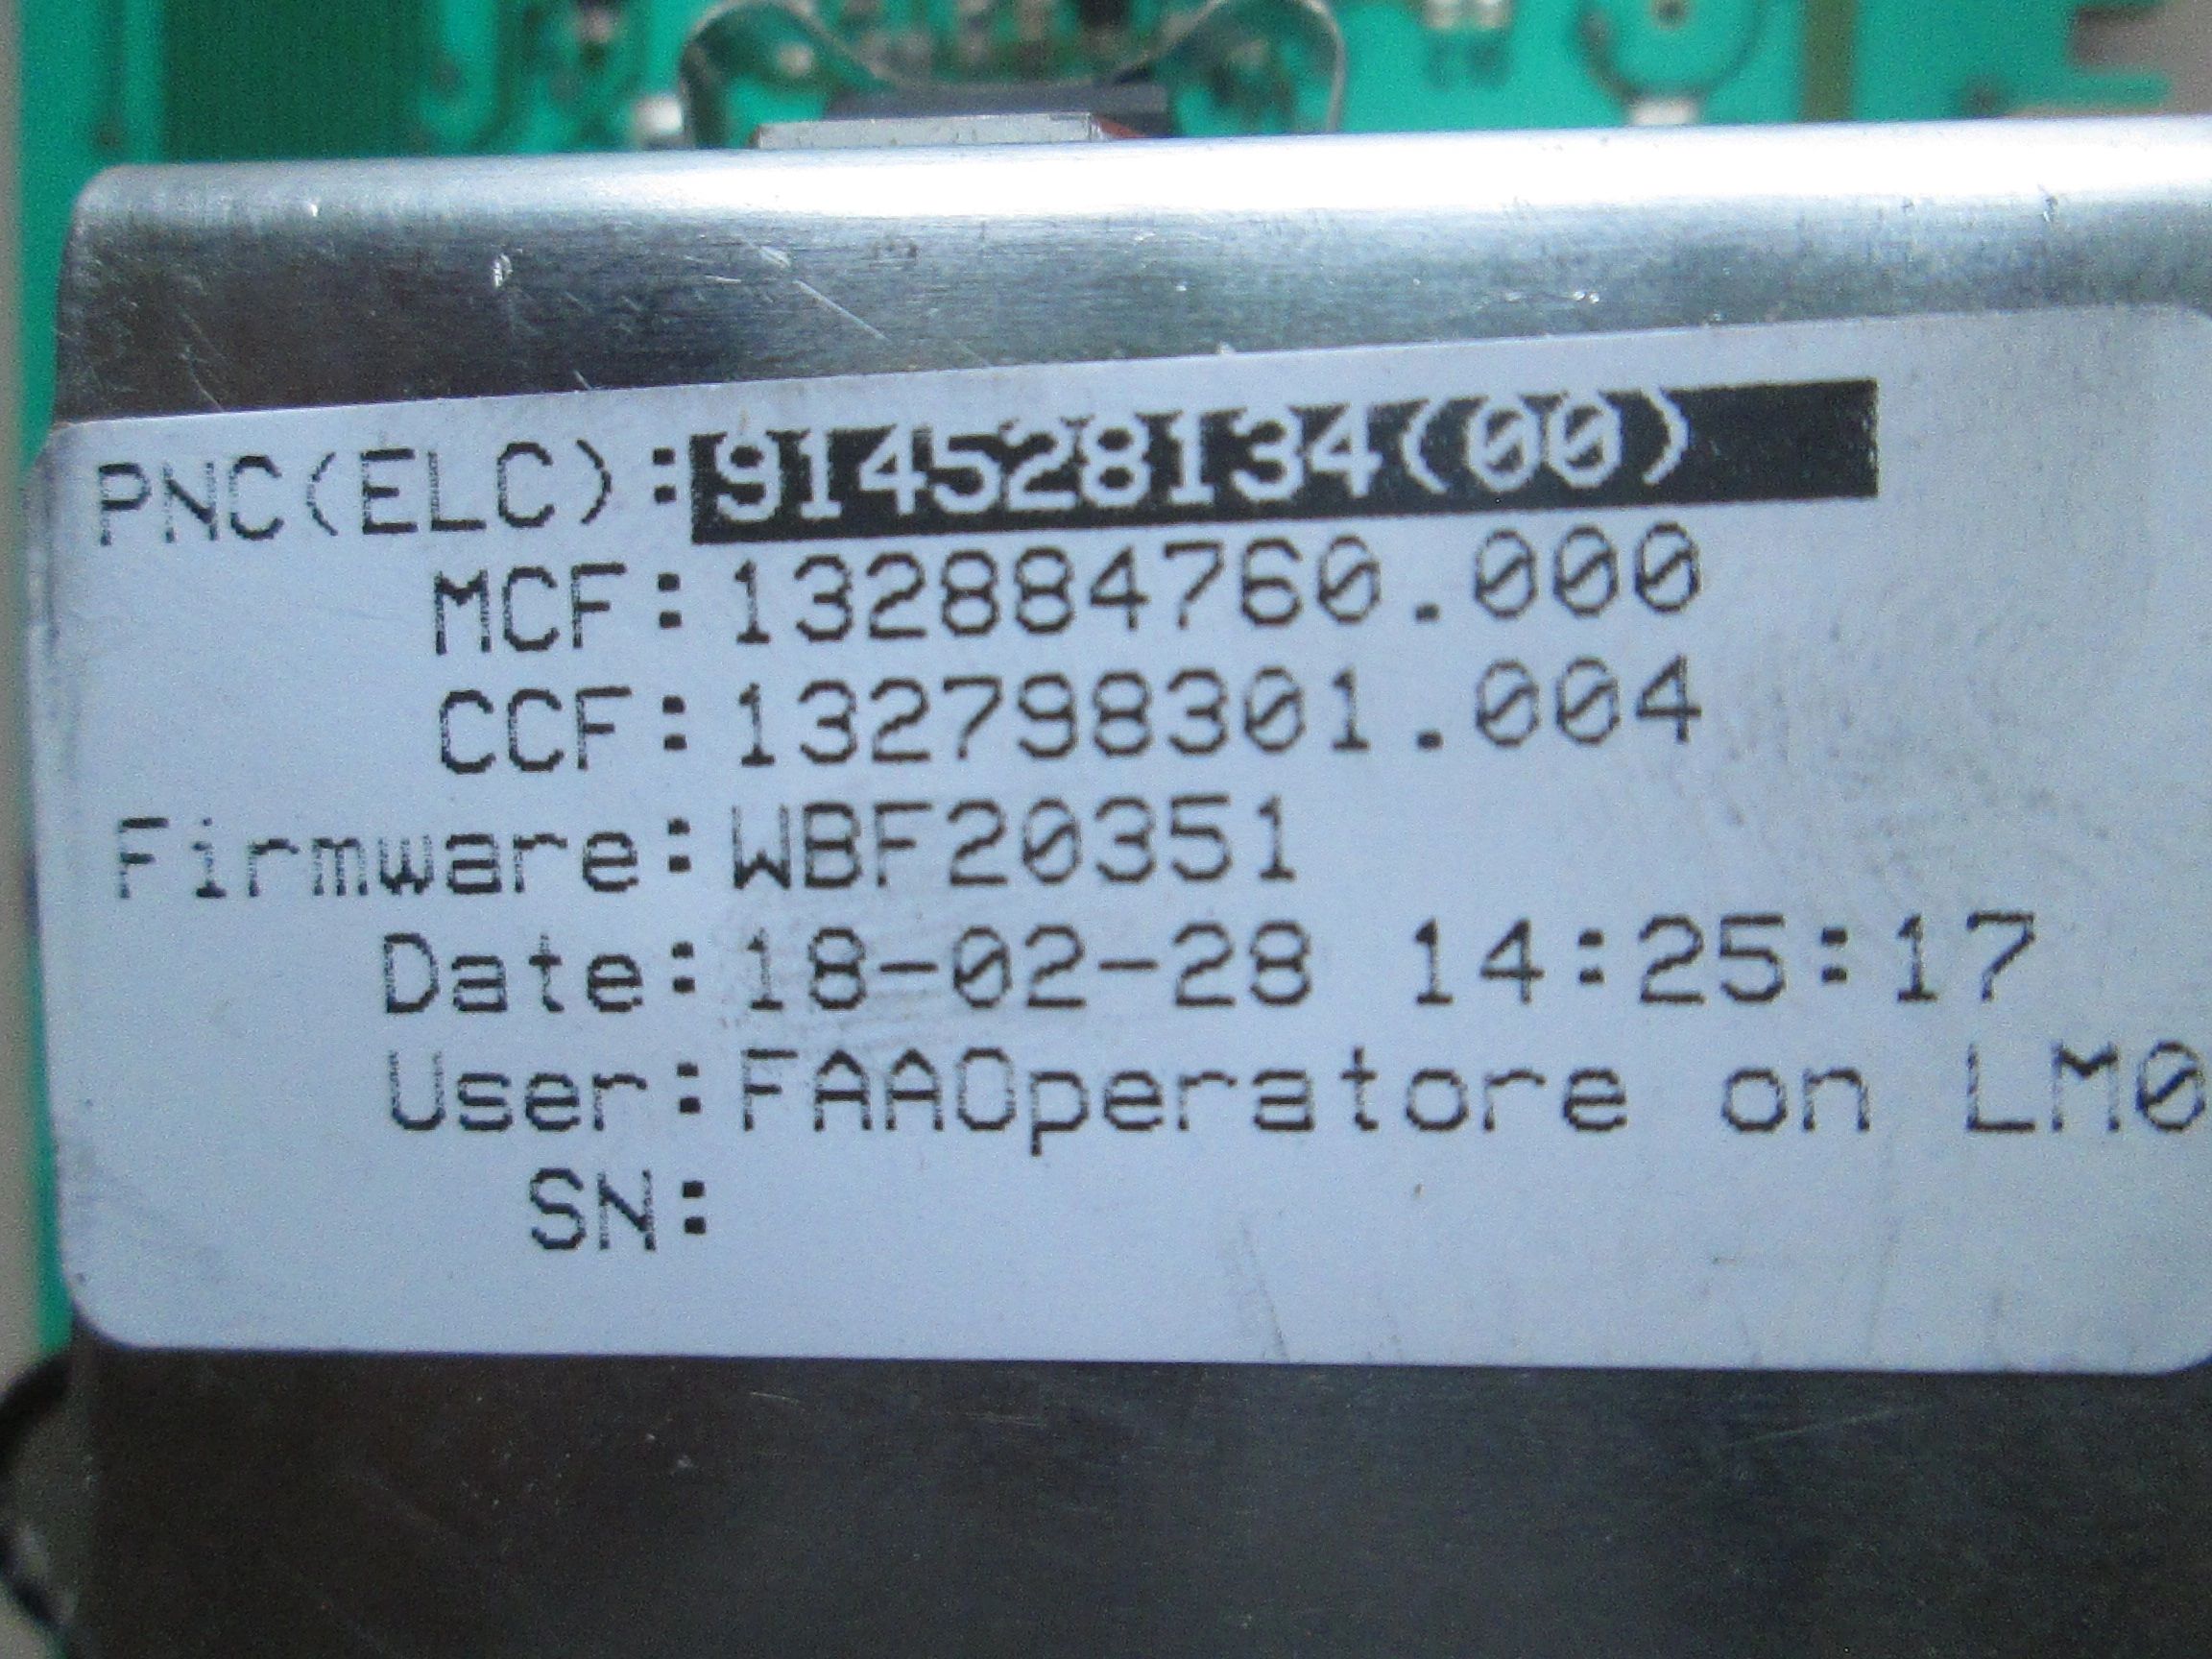 PNC(ELC):914528134(00)
MCF:132884760.000
CCF:132798301.004
Firmware:WBF20351
Date:18-02-28 14:25:17
User:FAAOperatore on LM0
SN: